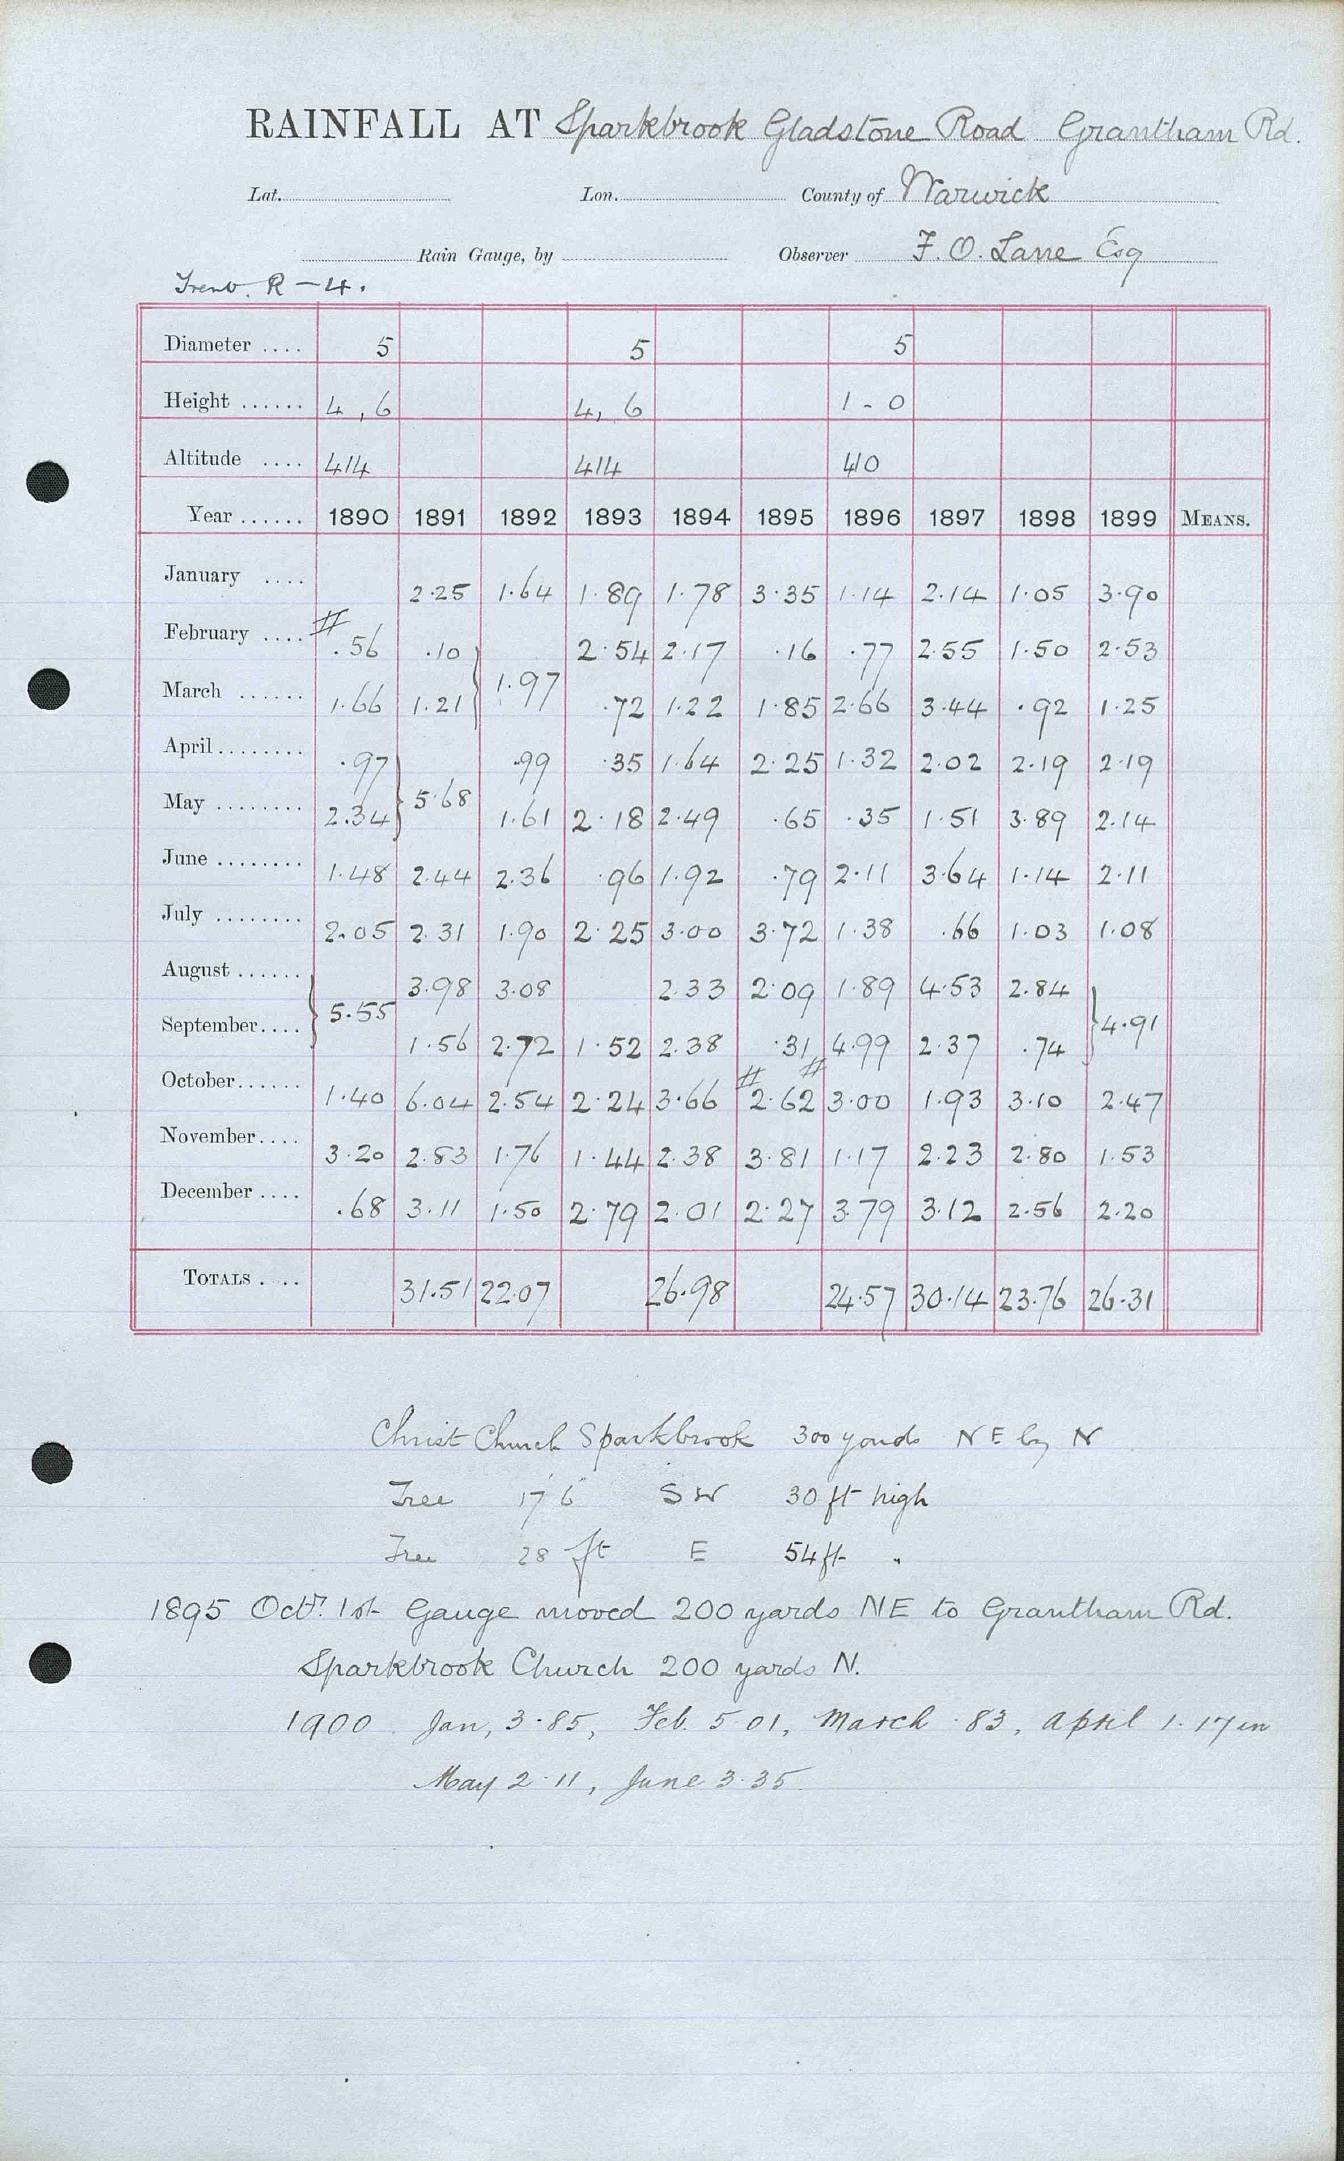 RAINFALL AT Sparkbrook Gladstone Road Grantham Rd.
Lat. Lon. County of Warwick
Rain Gauge, by Observer F. O. Lane Esq
Trent. R - 4.
Diameter .... 5 5 5
Height ...... 4,6 4,6 1-0
Altitude .... 414 414 410
Year ...... 1890 1891 1892 1893 1894 1895 1896 1897 1898 1899 MEANS.
January .... 2.25 1.64 1.89 1.78 3.35 1.14 2.14 1.05 3.90
February .... # .56 .10 2.54 2.17 .16 .77 2.55 1.50 2.53
1.97
March ...... 1.66 1.21 .72 1.22 1.85 2.66 3.44 .92 1.25
April ........ .97 .99 .35 1.64 2.25 1.32 2.02 2.19 2.19
5.68
May ........ 2.34 1.61 2.18 2.49 .65 .35 1.51 3.89 2.14
June ........ 1.48 2.44 2.36 .96 1.92 .79 2.11 3.64 1.14 2.11
July ........ 2.05 2.31 1.90 2.25 3.00 3.72 1.38 .66 1.03 1.08
August ...... 3.98 3.08 2.33 2.09 1.89 4.53 2.84
5.55 4.91
September.... 1.56 2.72 1.52 2.38 .31 4.99 2.37 .74
# #
October...... 1.40 6.04 2.54 2.24 3.66 2.62 3.00 1.93 3.10 2.47
November.... 3.20 2.83 1.76 1.44 2.38 3.81 1.17 2.23 2.80 1.53
December .... .68 3.11 1.50 2.79 2.01 2.27 3.79 3.12 2.56 2.20
TOTALS .... 31.51 22.07 26.98 24.57 30.14 23.76 26.31
Christ Church Sparkbrook 300 yards N E by N
Tree 17' 6" S W 30 ft high
Tree 28 ft E 54 ft "
1895 Octr. 1st Gauge moved 200 yards NE to Grantham Rd.
Sparkbrook Church 200 yards N.
1900 Jan, 3.85, Feb. 5.01, March .83, April 1.17 in
May 2.11, June 3.35.